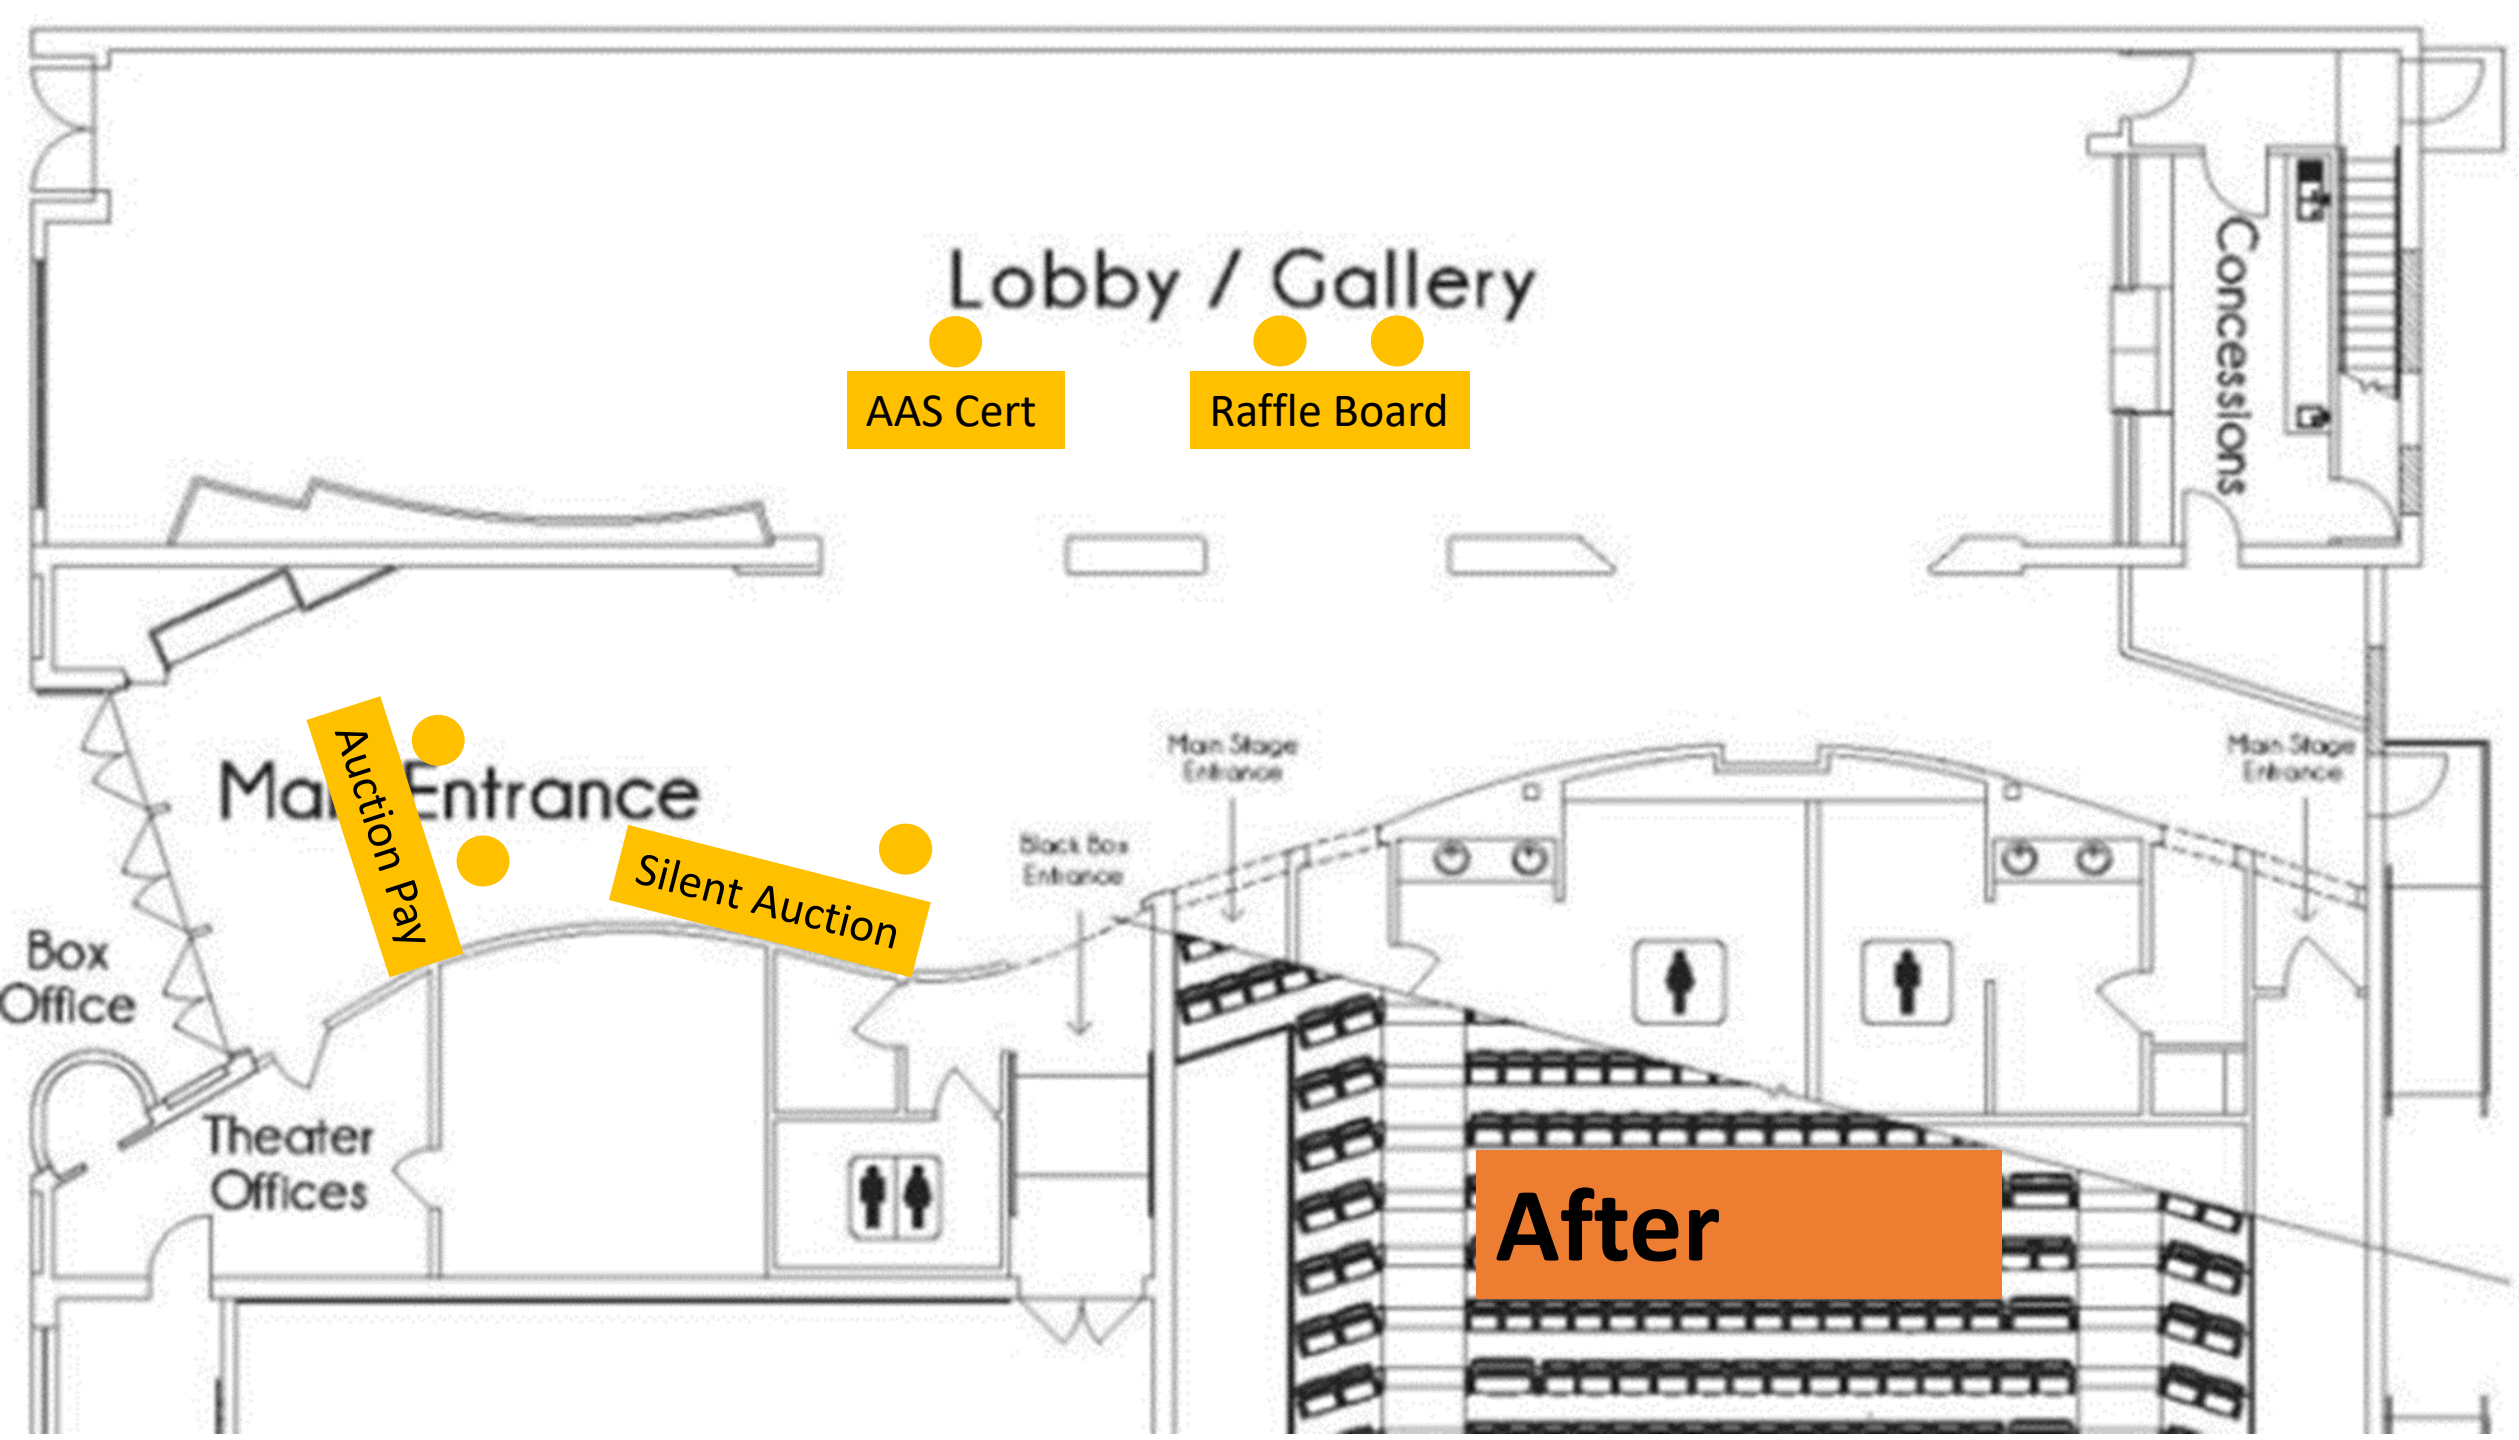 Lobby / Gallery
AAS Cert
Raffle Board
Concessions
Main Stage
Entrance
Main Stage
Entrance
Auction Pay
Entrance
Silent Auction
Black Box
Entrance
Box
Office
Theater
Offices
After